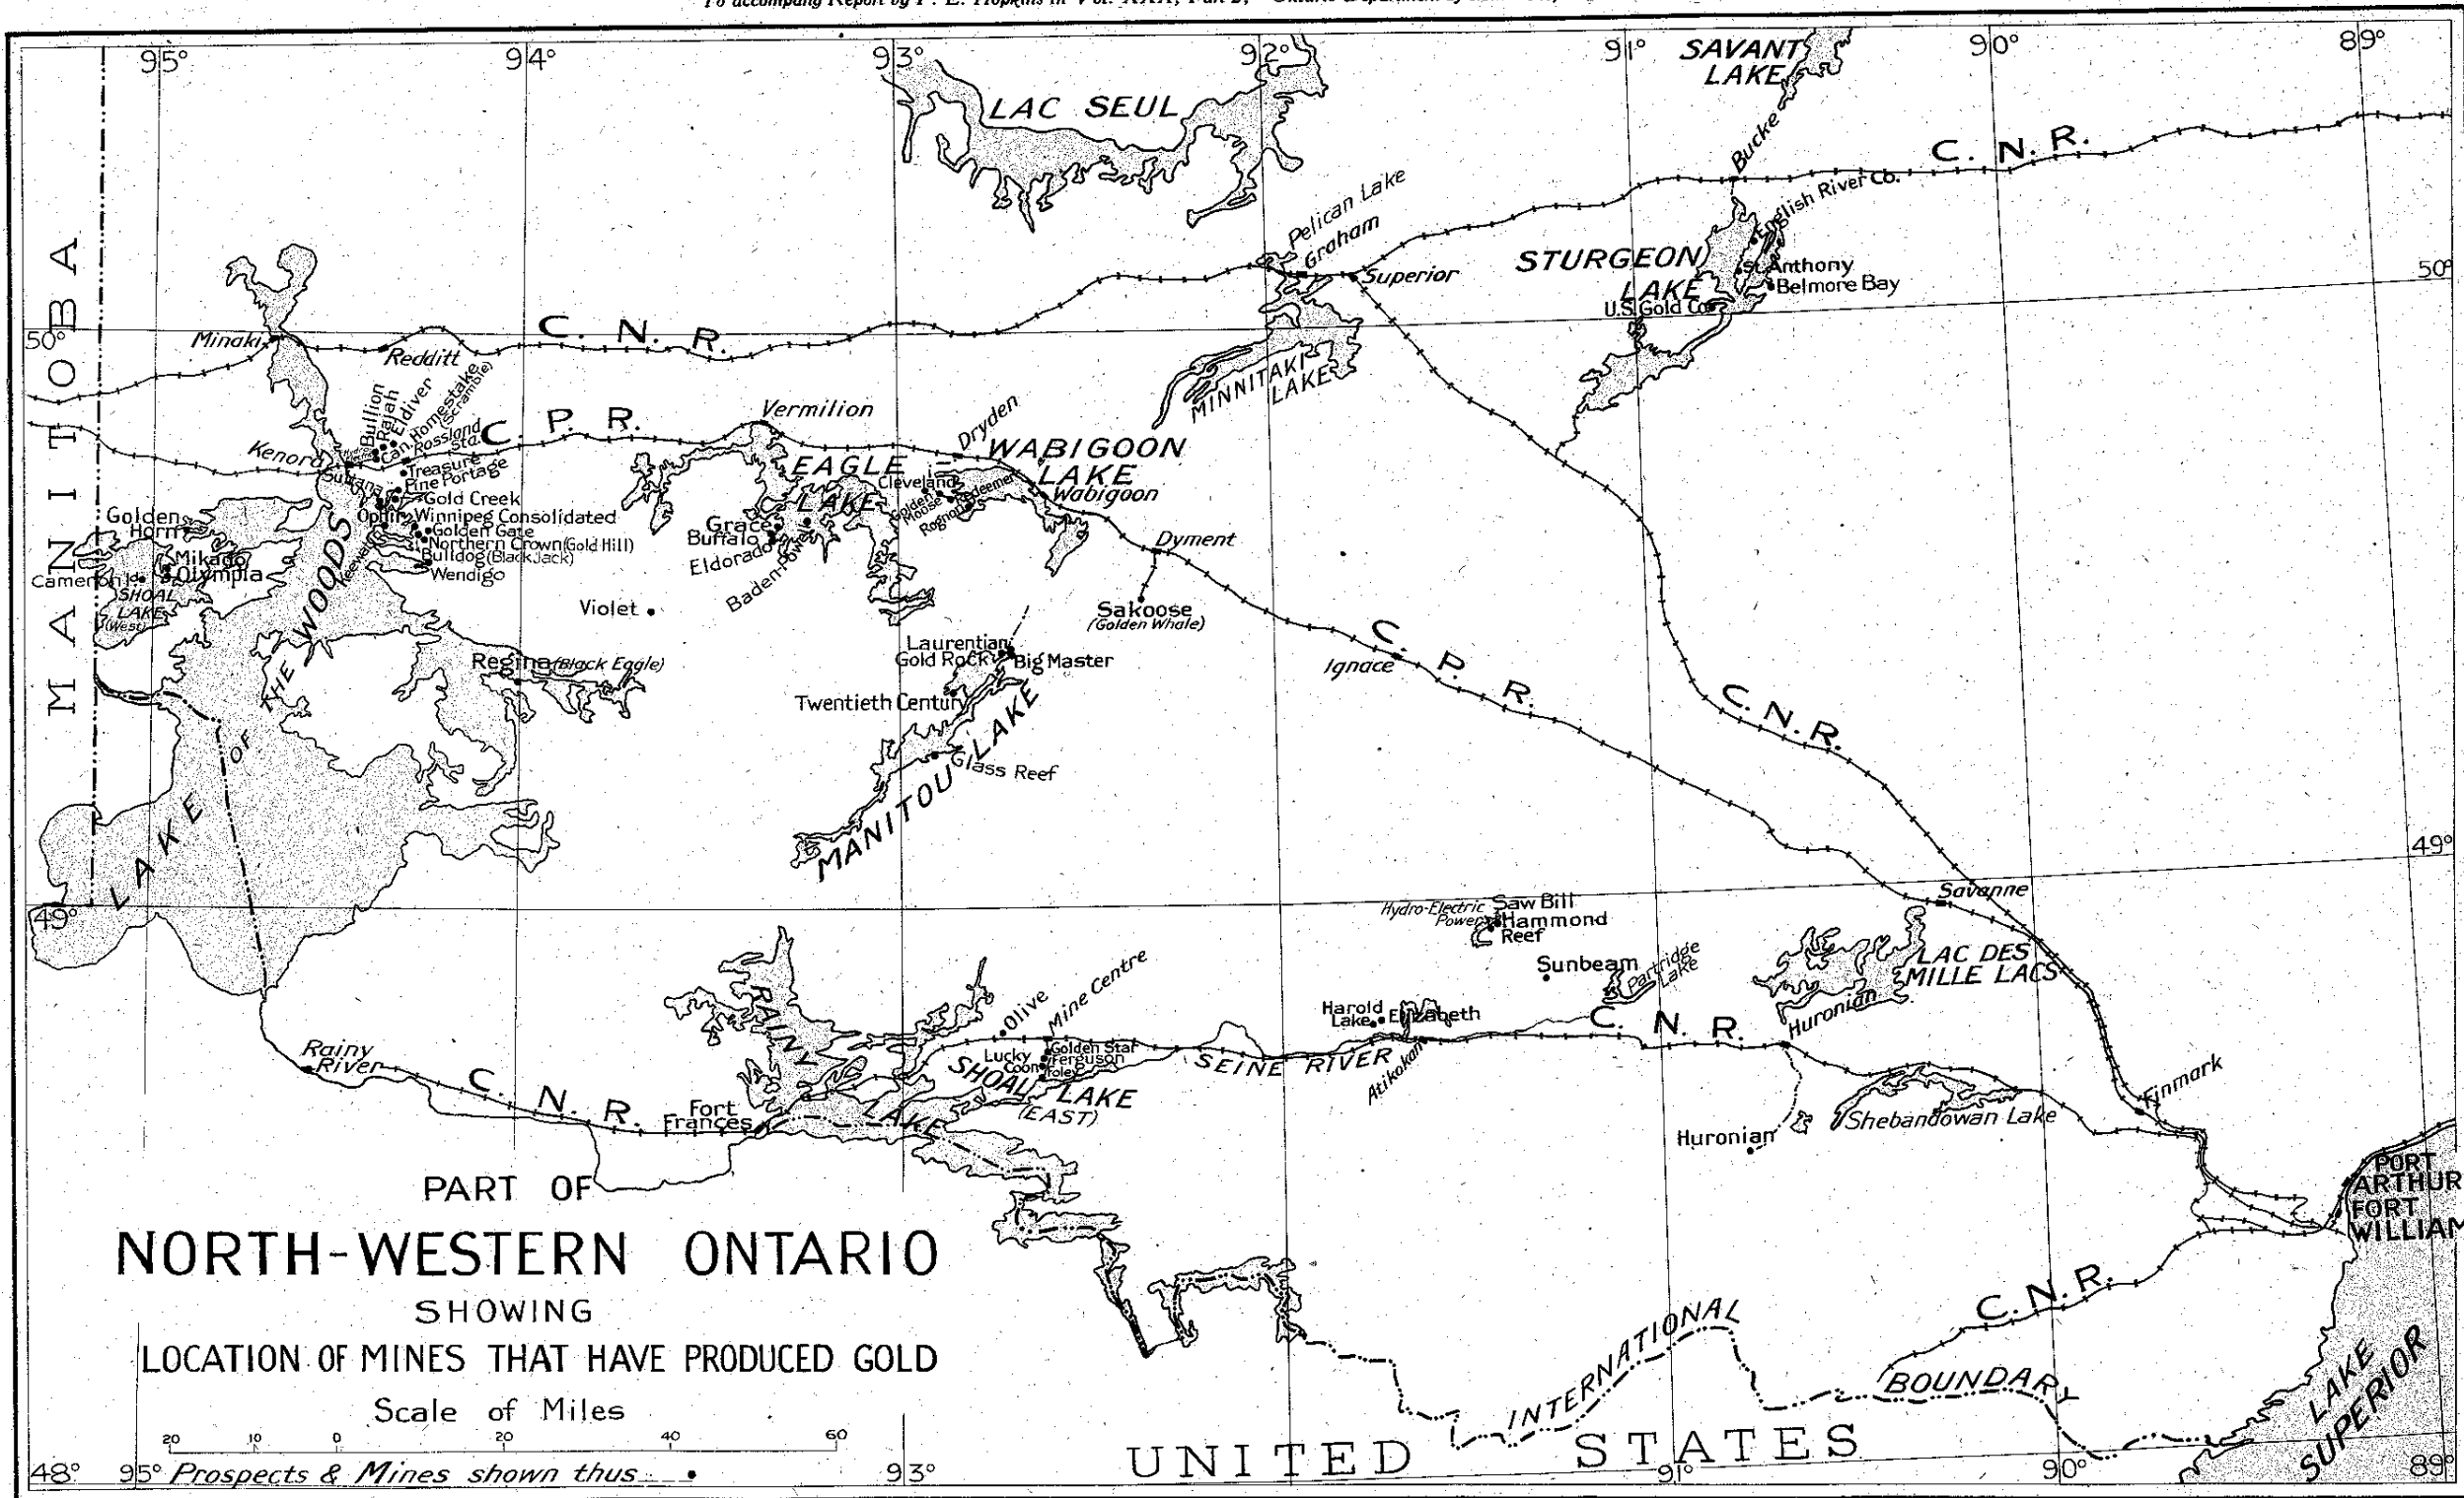 To accompany Report by P. E. Hopkins in Vol. XXX, Part 2,
95°
94°
93°
92°
91°
90°
89°
SAVANT
LAKE
LAC SEUL
Bucke
C. N. R.
English River Co.
Pelican Lake
Graham
Superior
STURGEON
LAKE
St. Anthony
Belmore Bay
U.S. Gold Co.
50°
50°
MANITOBA
Minaki
Redditt
C. N. R.
MINNITAKI
LAKE
Bullion
Rajah
Eldiver
Can. Homestake
(Scramble)
Rossland
Sta.
C. P. R.
Vermilion
Dryden
WABIGOON
LAKE
Wabigoon
Kenora
Sultana
Treasure
Pine Portage
Gold Creek
Ophir
Winnipeg Consolidated
Golden Gate
Northern Crown (Gold Hill)
Bulldog (Black Jack)
Wendigo
Keewatin
Golden
Horn
Mikado
Olympia
Cameron Id.
SHOAL
LAKE
(West)
EAGLE
LAKE
Cleveland
Golden
Moose
Redeemer
Rognon
Grace
Buffalo
Eldorado
Baden-Powell
Dyment
Sakoose
(Golden Whale)
Violet
Laurentian
Gold Rock
Big Master
Regina (Black Eagle)
Twentieth Century
Glass Reef
MANITOU LAKE
LAKE OF THE WOODS
Ignace
C. P. R.
C. N. R.
49°
49°
Savanne
Hydro-Electric
Power
Saw Bill
Hammond
Reef
Sunbeam
Partridge
Lake
LAC DES
MILLE LACS
Huronian
Harold
Lake
Elizabeth
C. N. R.
Atikokan
SEINE RIVER
Olive
Mine Centre
Golden Star
Ferguson
Lucky
Coon
Foley
SHOAL LAKE
(EAST)
RAINY
LAKE
Rainy
River
C. N. R.
Fort
Frances
Huronian
Shebandowan Lake
Finmark
PORT
ARTHUR
FORT
WILLIAM
C. N. R.
LAKE
SUPERIOR
INTERNATIONAL
BOUNDARY
UNITED STATES
PART OF
NORTH-WESTERN ONTARIO
SHOWING
LOCATION OF MINES THAT HAVE PRODUCED GOLD
Scale of Miles
20 10 0 20 40 60
Prospects & Mines shown thus
48°
95°
93°
91°
90°
89°